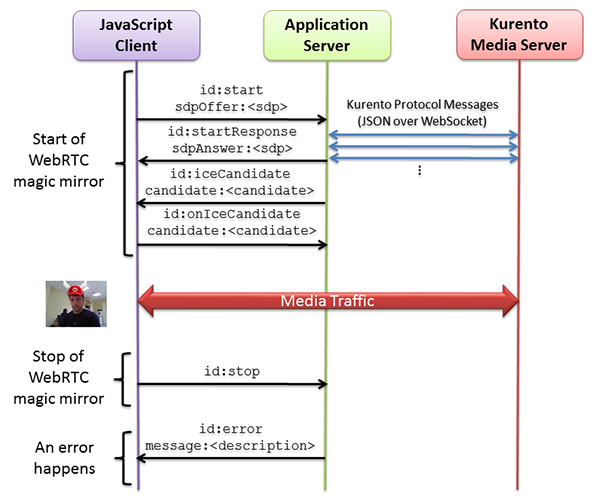 JavaScript
Client
Application
Server
Kurento
Media Server
id:start
sdpOffer:<sdp>
Kurento Protocol Messages
(JSON over WebSocket)
id:startResponse
sdpAnswer:<sdp>
Start of
WebRTC
magic mirror
id:iceCandidate
candidate:<candidate>
id:onIceCandidate
candidate:<candidate>
Media Traffic
Stop of
WebRTC
magic mirror
id:stop
An error
happens
id:error
message:<description>